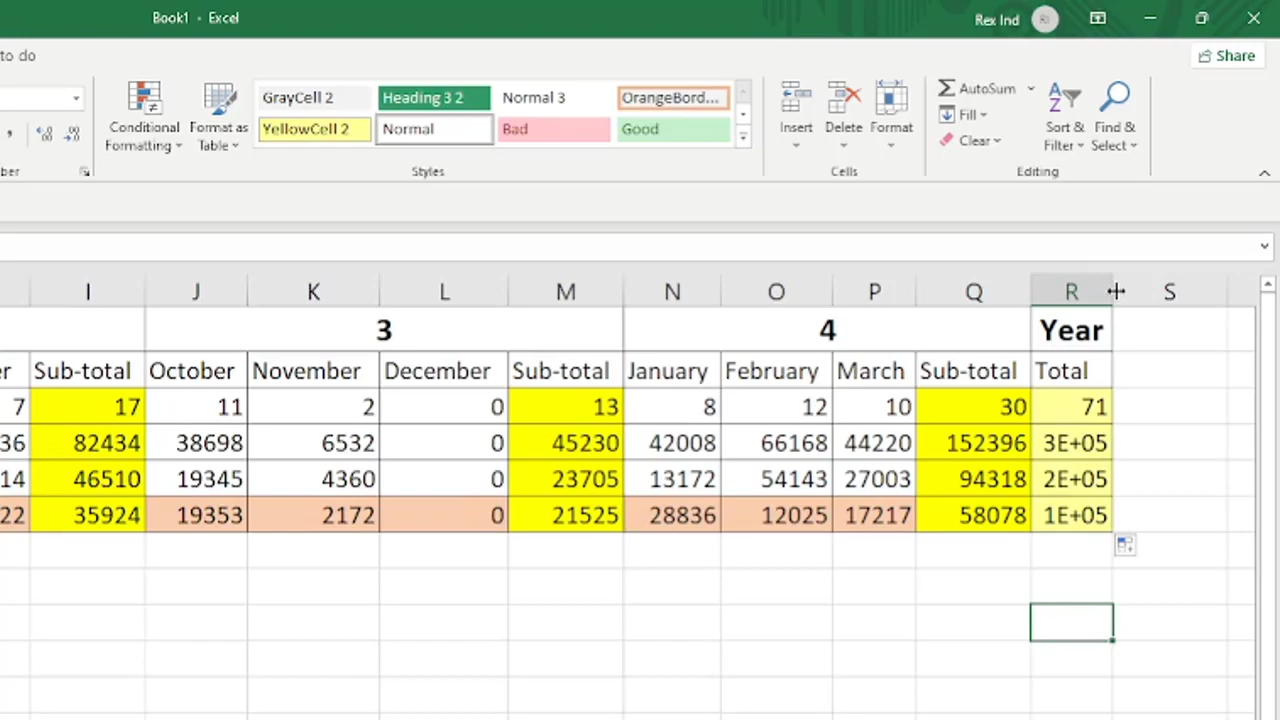 Book1 - Excel
Rex Ind
RI
to do
Share
GrayCell 2 Heading 3 2 Normal 3 OrangeBord...
YellowCell 2 Normal Bad Good
Conditional Formatting
Format as Table
Insert Delete Format
AutoSum
Fill
Clear
Sort & Filter
Find & Select
ber
Styles
Cells
Editing
I J K L M N O P Q R S
3 4 Year
er Sub-total October November December Sub-total January February March Sub-total Total
7 17 11 2 0 13 8 12 10 30 71
36 82434 38698 6532 0 45230 42008 66168 44220 152396 3E+05
14 46510 19345 4360 0 23705 13172 54143 27003 94318 2E+05
22 35924 19353 2172 0 21525 28836 12025 17217 58078 1E+05